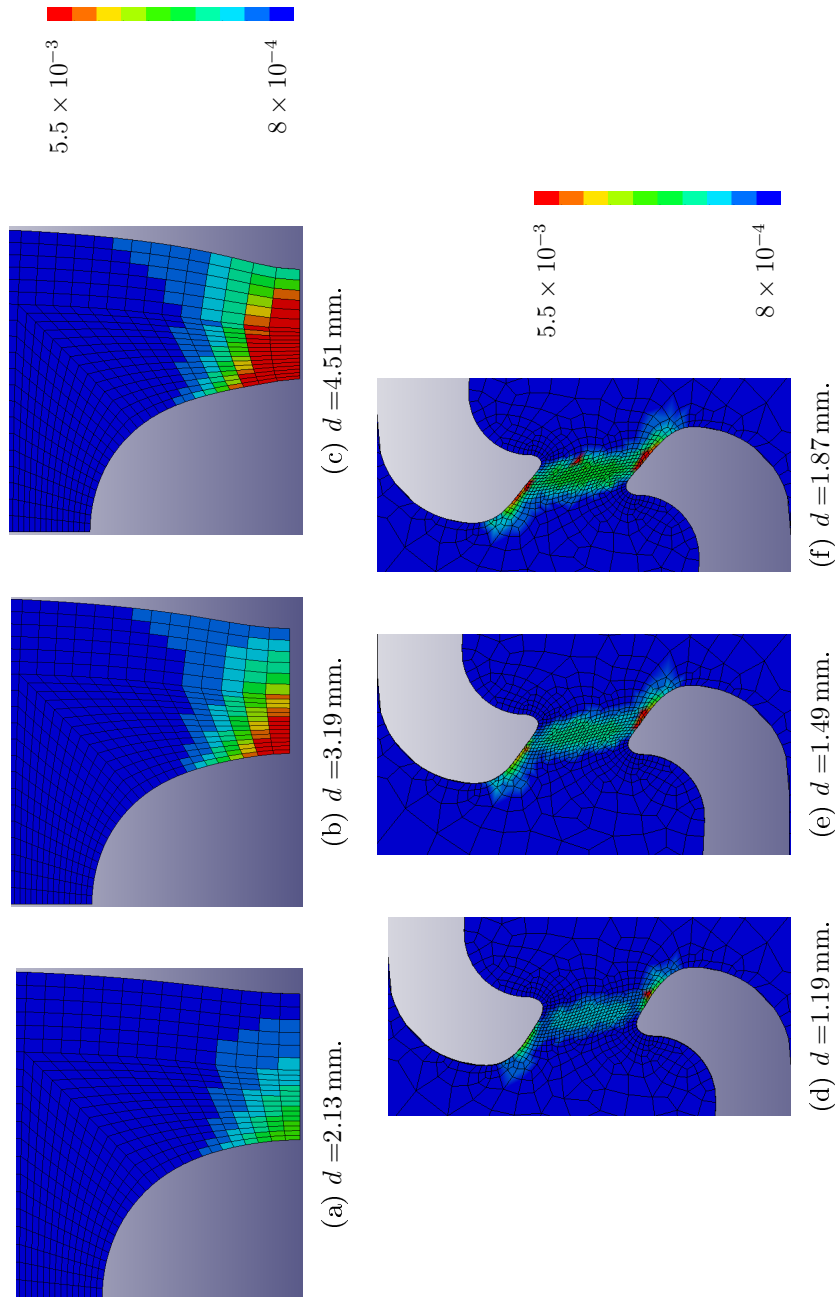 5.5 × 10⁻³
8 × 10⁻⁴
(a) d =2.13 mm.
(b) d =3.19 mm.
(c) d =4.51 mm.
5.5 × 10⁻³
8 × 10⁻⁴
(d) d =1.19 mm.
(e) d =1.49 mm.
(f) d =1.87 mm.